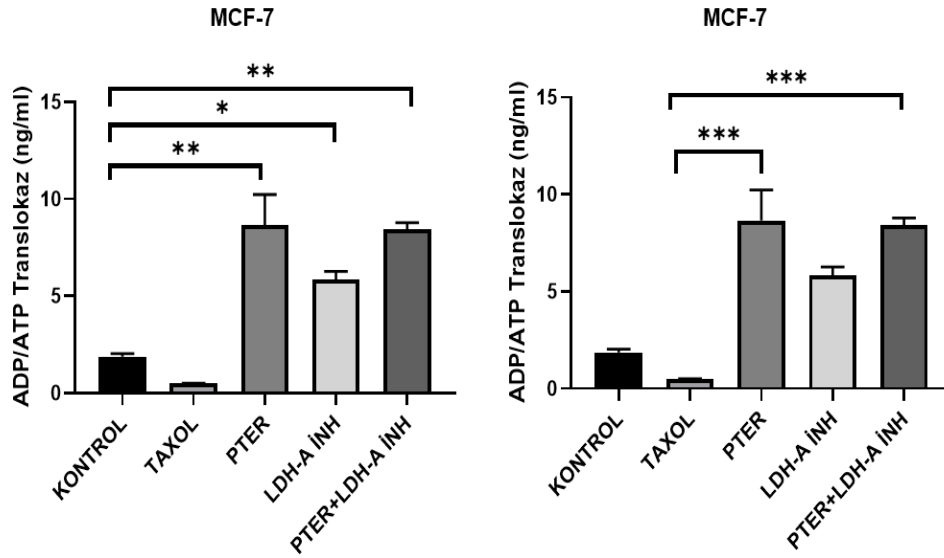 MCF-7
ADP/ATP Translokaz (ng/ml)
15
10
5
0
**
*
**
KONTROL
TAXOL
PTER
LDH-A İNH
PTER+LDH-A İNH
MCF-7
ADP/ATP Translokaz (ng/ml)
15
10
5
0
***
***
KONTROL
TAXOL
PTER
LDH-A İNH
PTER+LDH-A İNH